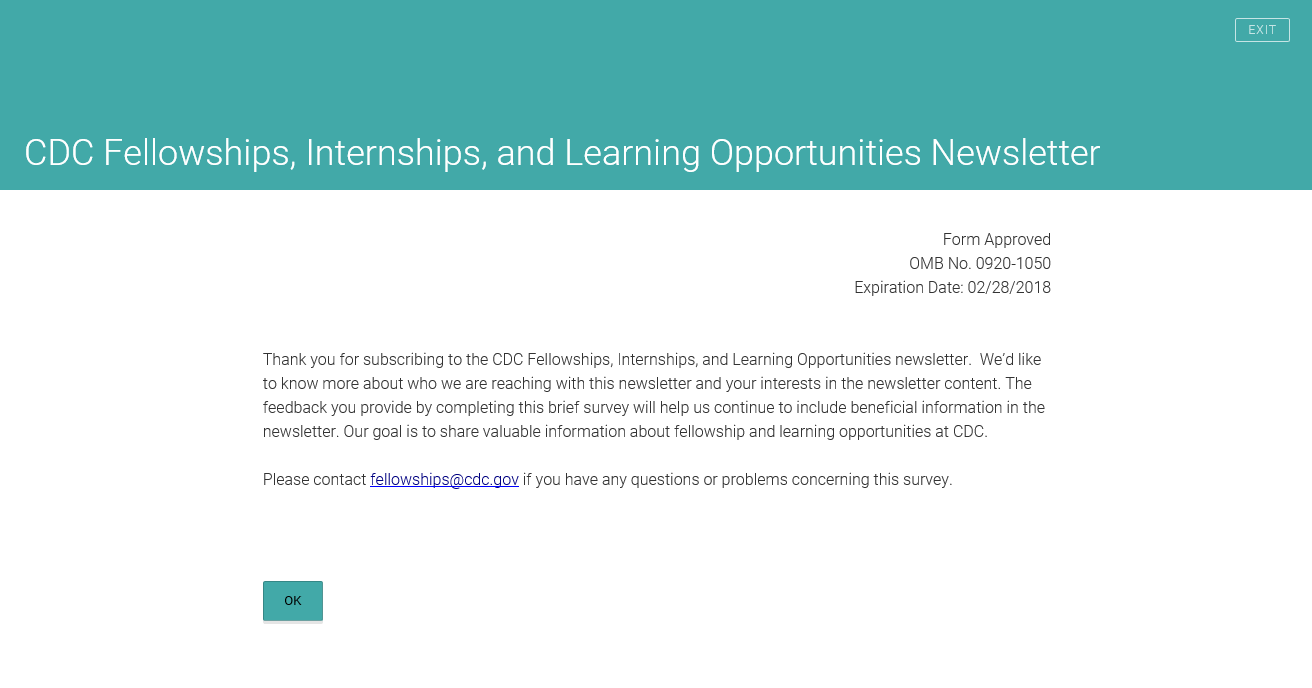 EXIT
CDC Fellowships, Internships, and Learning Opportunities Newsletter
Form Approved
OMB No. 0920-1050
Expiration Date: 02/28/2018
Thank you for subscribing to the CDC Fellowships, Internships, and Learning Opportunities newsletter.  We'd like
to know more about who we are reaching with this newsletter and your interests in the newsletter content. The
feedback you provide by completing this brief survey will help us continue to include beneficial information in the
newsletter. Our goal is to share valuable information about fellowship and learning opportunities at CDC.
Please contact fellowships@cdc.gov if you have any questions or problems concerning this survey.
OK